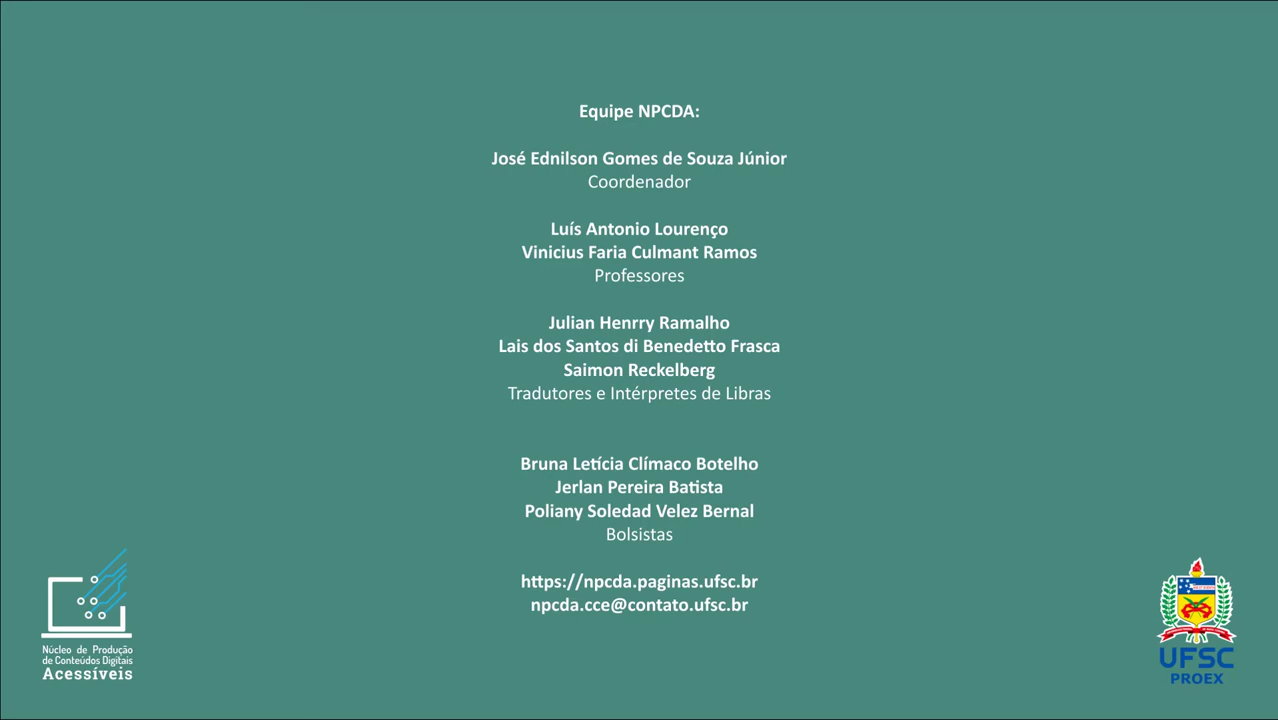 Equipe NPCDA:
José Ednilson Gomes de Souza Júnior
Coordenador
Luís Antonio Lourenço
Vinicius Faria Culmant Ramos
Professores
Julian Henrry Ramalho
Lais dos Santos di Benedetto Frasca
Saimon Reckelberg
Tradutores e Intérpretes de Libras
Bruna Letícia Clímaco Botelho
Jerlan Pereira Batista
Poliany Soledad Velez Bernal
Bolsistas
https://npcda.paginas.ufsc.br
npcda.cce@contato.ufsc.br
Núcleo de Produção
de Conteúdos Digitais
Acessíveis
UFSC
PROEX